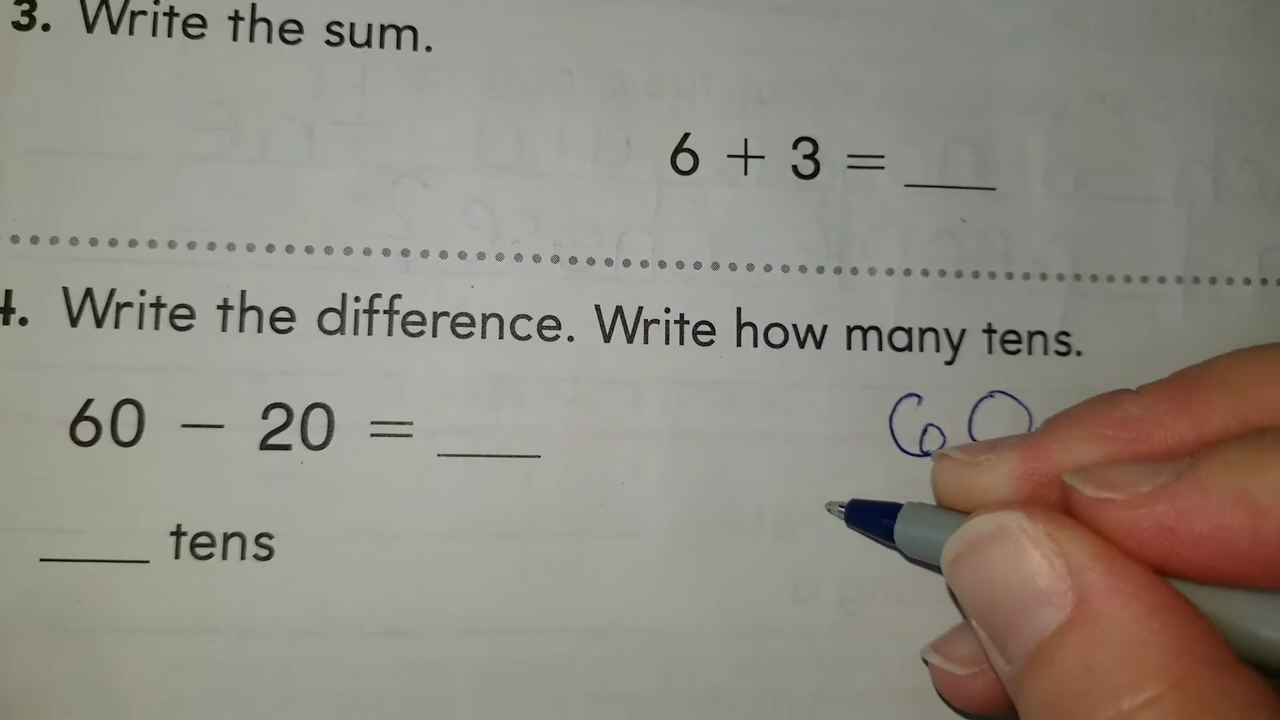 3. Write the sum.
6 + 3 = ___
4. Write the difference. Write how many tens.
60 − 20 = ___
60
___ tens